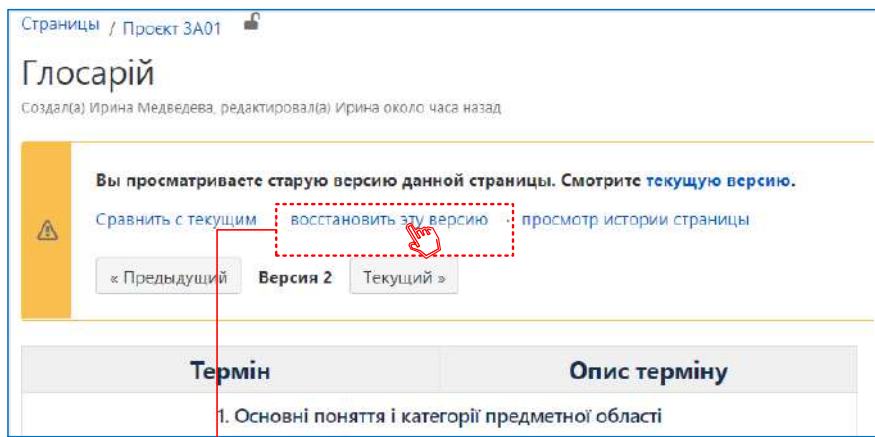 Страницы / Проєкт ЗА01
Глосарій
Создал(а) Ирина Медведева, редактировал(а) Ирина около часа назад
Вы просматриваете старую версию данной страницы. Смотрите текущую версию.
Сравнить с текущим · восстановить эту версию · просмотр истории страницы
« Предыдущий Версия 2 Текущий »
Термін Опис терміну
1. Основні поняття і категорії предметної області